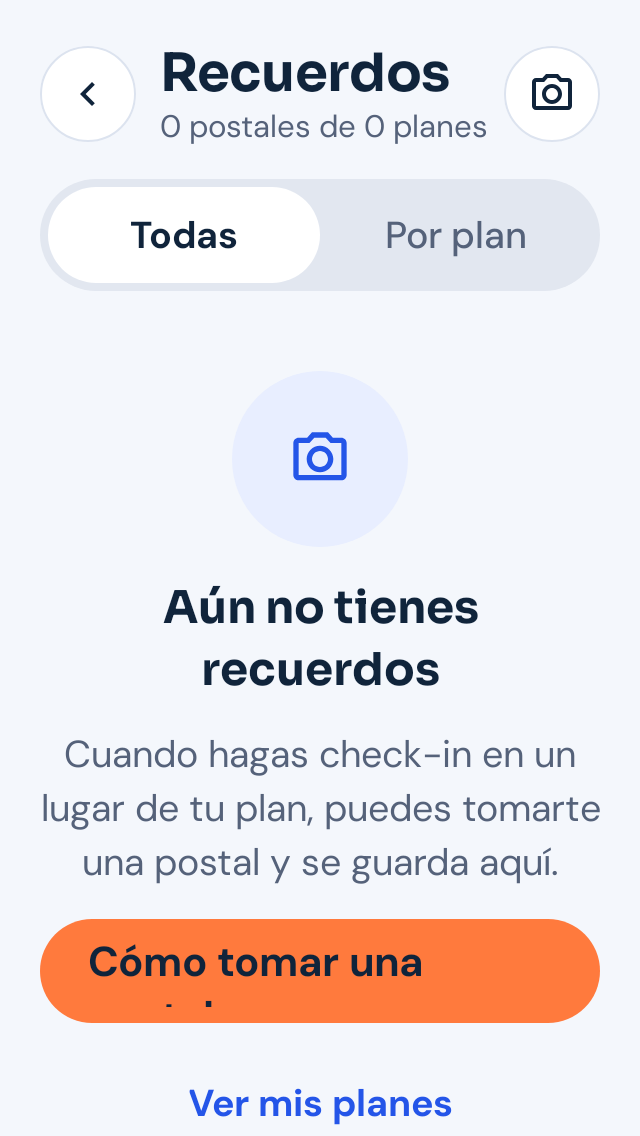 Recuerdos
0 postales de 0 planes
Todas
Por plan
Aún no tienes
recuerdos
Cuando hagas check-in en un
lugar de tu plan, puedes tomarte
una postal y se guarda aquí.
Cómo tomar una
Ver mis planes